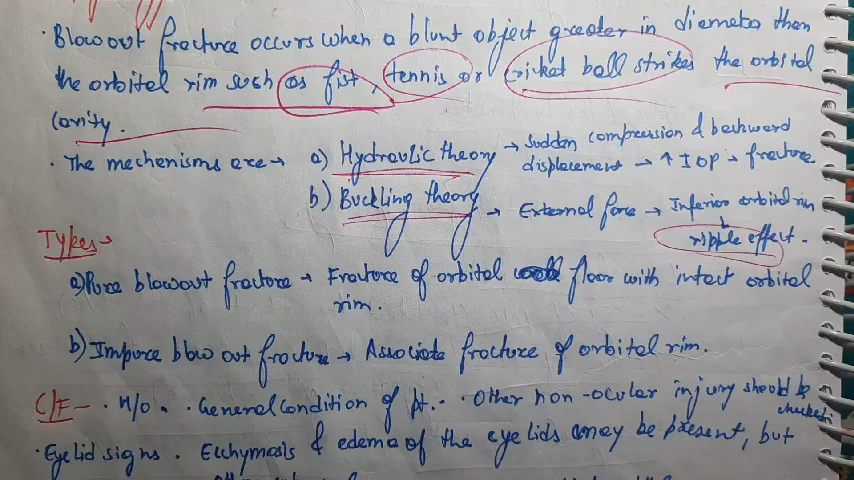 · Blowout fracture occurs when a blunt object greater in diameter than
the orbital rim such as fist, tennis or cricket ball strikes the orbital
cavity.
· The mechanisms are → a) Hydraulic theory → Sudden compression & backward
displacement → ↑ IOP → fracture
b) Buckling theory → External force → Inferior orbital rim
↓
ripple effect.
Types →
a) Pure blowout fracture → Fracture of orbital floor with intact orbital
rim.
b) Impure blow out fracture → Associate fracture of orbital rim.
C/F – · H/O · · General condition of pt. · Other non-ocular injury should be
checked.
· Eyelid signs · Ecchymosis & edema of the eyelids may be present, but